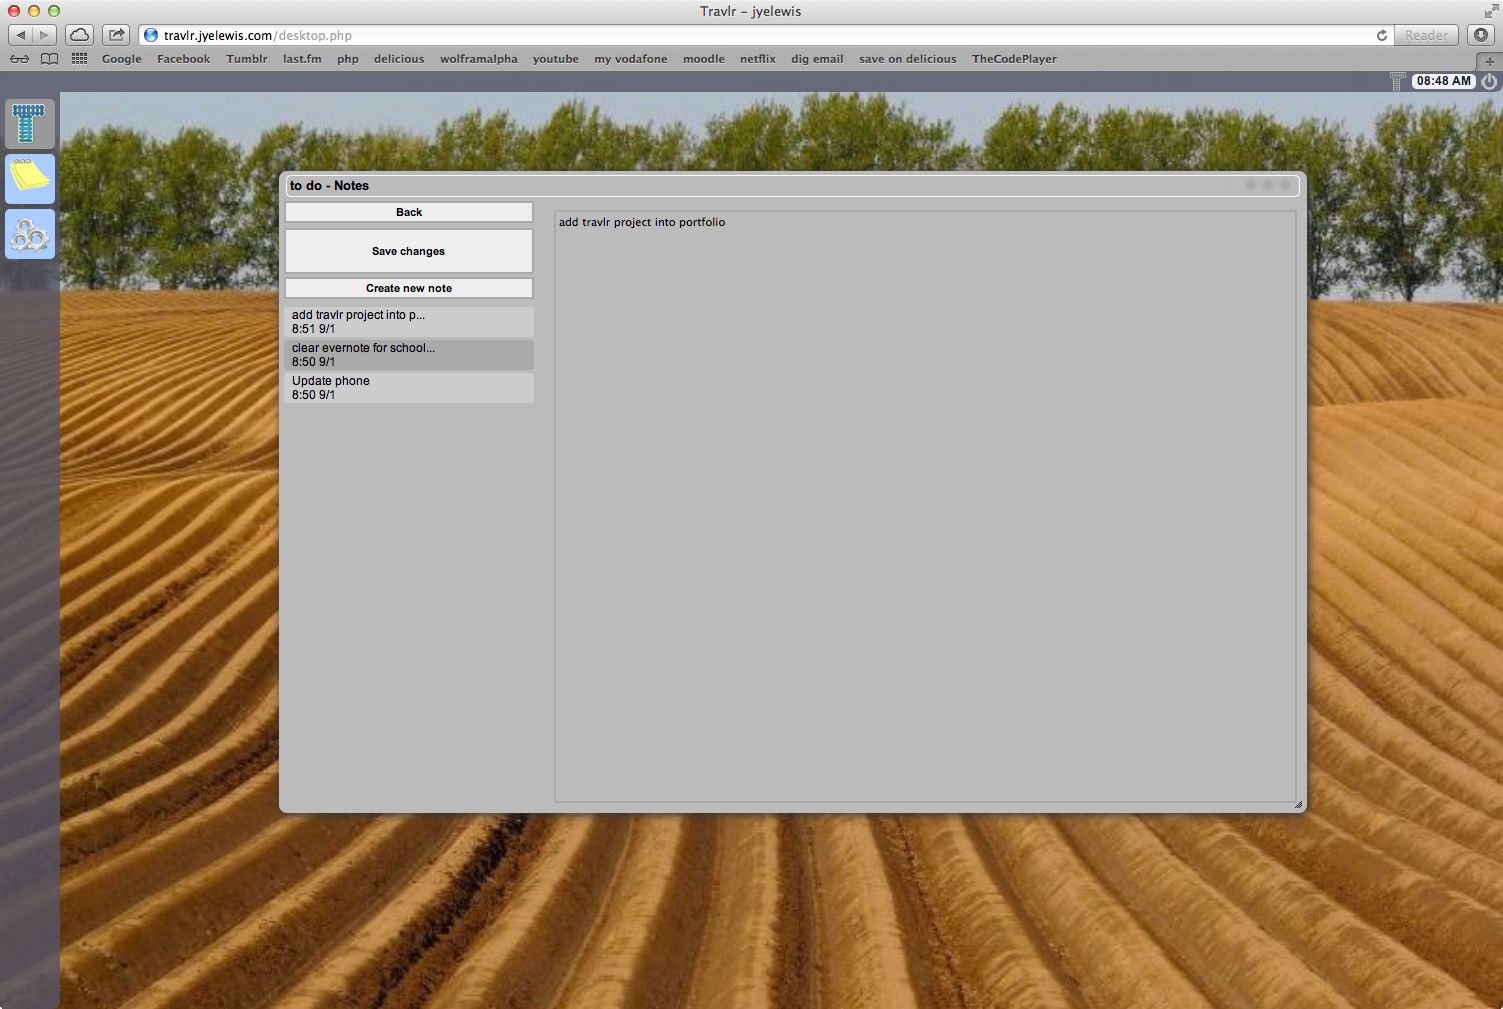 Travlr – jyelewis
travlr.jyelewis.com/desktop.php
Reader
Google Facebook Tumblr last.fm php delicious wolframalpha youtube my vodafone moodle netflix dig email save on delicious TheCodePlayer
08:48 AM
to do - Notes
Back
Save changes
Create new note
add travlr project into p...
8:51 9/1
clear evernote for school...
8:50 9/1
Update phone
8:50 9/1
add travlr project into portfolio